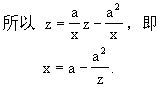 所以 z = a/x z - a²/x, 即
x = a - a²/z.